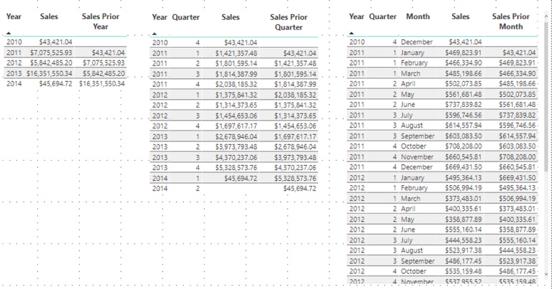 Year Sales Sales Prior Year
2010 $43,421.04
2011 $7,075,525.93 $43,421.04
2012 $5,842,485.20 $7,075,525.93
2013 $16,351,550.34 $5,842,485.20
2014 $45,694.72 $16,351,550.34
Year Quarter Sales Sales Prior Quarter
2010 4 $43,421.04
2011 1 $1,421,357.48 $43,421.04
2011 2 $1,801,595.14 $1,421,357.48
2011 3 $1,814,387.99 $1,801,595.14
2011 4 $2,038,185.32 $1,814,387.99
2012 1 $1,375,841.32 $2,038,185.32
2012 2 $1,314,373.65 $1,375,841.32
2012 3 $1,454,653.06 $1,314,373.65
2012 4 $1,697,617.17 $1,454,653.06
2013 1 $2,678,946.04 $1,697,617.17
2013 2 $3,973,793.48 $2,678,946.04
2013 3 $4,370,237.06 $3,973,793.48
2013 4 $5,328,573.76 $4,370,237.06
2014 1 $45,694.72 $5,328,573.76
2014 2 $45,694.72
Year Quarter Month Sales Sales Prior Month
2010 4 December $43,421.04
2011 1 January $469,823.91 $43,421.04
2011 1 February $466,334.90 $469,823.91
2011 1 March $485,198.66 $466,334.90
2011 2 April $502,073.85 $485,198.66
2011 2 May $561,681.48 $502,073.85
2011 2 June $737,839.82 $561,681.48
2011 3 July $596,746.56 $737,839.82
2011 3 August $614,557.94 $596,746.56
2011 3 September $603,083.50 $614,557.94
2011 4 October $708,208.00 $603,083.50
2011 4 November $660,545.81 $708,208.00
2011 4 December $669,431.50 $660,545.81
2012 1 January $495,364.13 $669,431.50
2012 1 February $506,994.19 $495,364.13
2012 1 March $373,483.01 $506,994.19
2012 2 April $400,335.61 $373,483.01
2012 2 May $358,877.89 $400,335.61
2012 2 June $555,160.14 $358,877.89
2012 3 July $444,558.23 $555,160.14
2012 3 August $523,917.38 $444,558.23
2012 3 September $486,177.45 $523,917.38
2012 4 October $535,159.48 $486,177.45
2012 4 November $537,955.52 $535,159.48